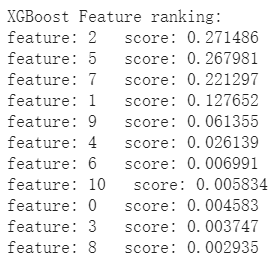 XGBoost Feature ranking:
feature: 2   score: 0.271486
feature: 5   score: 0.267981
feature: 7   score: 0.221297
feature: 1   score: 0.127652
feature: 9   score: 0.061355
feature: 4   score: 0.026139
feature: 6   score: 0.006991
feature: 10   score: 0.005834
feature: 0   score: 0.004583
feature: 3   score: 0.003747
feature: 8   score: 0.002935